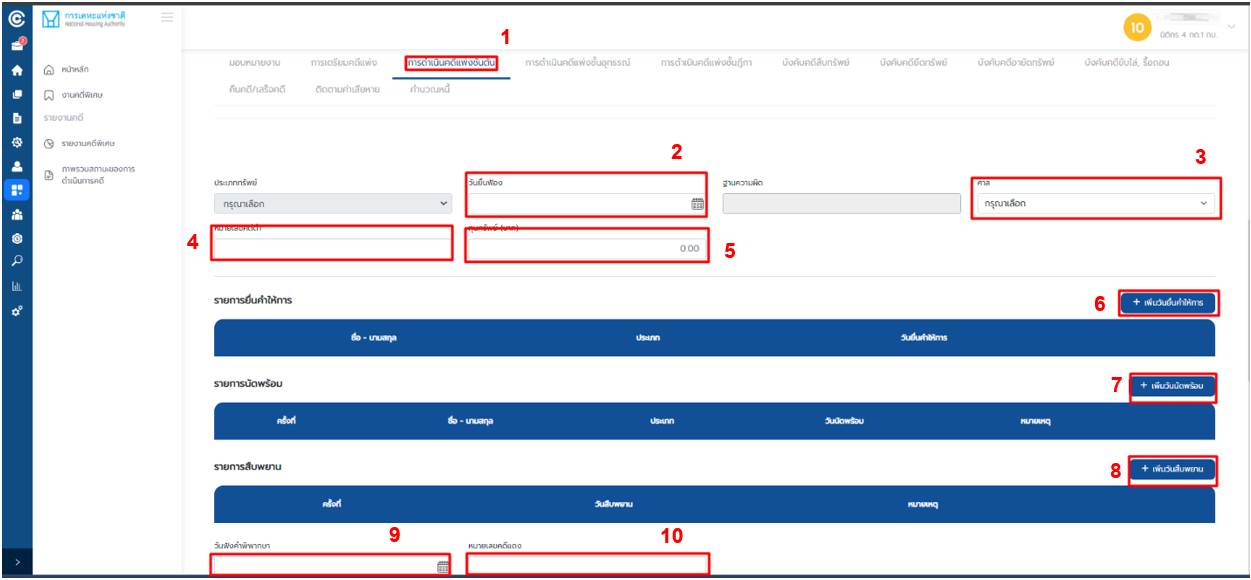 การเคหะแห่งชาติ
National Housing Authority
10
นิติกร 4 กด.1 กม.
หน้าหลัก
งานคดีพิเศษ
รายงานคดี
รายงานคดีพิเศษ
ภาพรวมสถานะของการ
ดำเนินการคดี
1
มอบหมายงาน การเตรียมคดีแพ่ง การดำเนินคดีแพ่งชั้นต้น การดำเนินคดีแพ่งชั้นอุทธรณ์ การดำเนินคดีแพ่งชั้นฎีกา บังคับคดีสืบทรัพย์ บังคับคดียึดทรัพย์ บังคับคดีอายัดทรัพย์ บังคับคดีขับไล่, รื้อถอน
คืนคดี/เสร็จคดี ติดตามค่าเสียหาย คำนวณหนี้
2
3
ประเภททรัพย์ วันยื่นฟ้อง ฐานความผิด ศาล
กรุณาเลือก กรุณาเลือก
หมายเลขคดีดำ ทุนทรัพย์ (บาท)
4 0.00 5
รายการยื่นคำให้การ 6 + เพิ่มวันยื่นคำให้การ
ชื่อ - นามสกุล ประเภท วันยื่นคำให้การ
รายการนัดพร้อม 7 + เพิ่มวันนัดพร้อม
ครั้งที่ ชื่อ - นามสกุล ประเภท วันนัดพร้อม หมายเหตุ
รายการสืบพยาน 8 + เพิ่มวันสืบพยาน
ครั้งที่ วันสืบพยาน หมายเหตุ
9 10
วันฟังคำพิพากษา หมายเลขคดีแดง